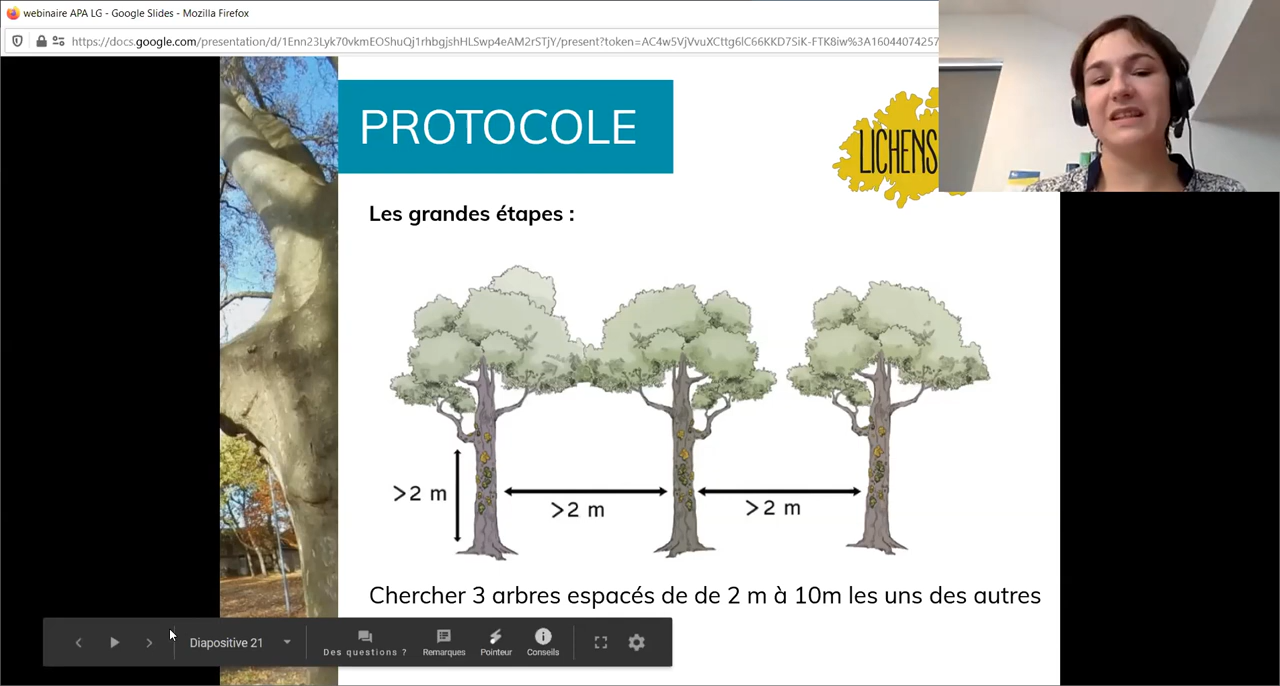 webinaire APA LG - Google Slides - Mozilla Firefox
https://docs.google.com/presentation/d/1Enn23Lyk70vkmEOShuQj1rhbgjshHLSwp4eAM2rSTjY/present?token=AC4w5VjVvuXCttg6lC66KKD7SiK-FTK8iw%3A16044074257
PROTOCOLE
LICHENS
Les grandes étapes :
>2 m
>2 m
>2 m
Chercher 3 arbres espacés de de 2 m à 10m les uns des autres
Diapositive 21
Des questions ?
Remarques
Pointeur
Conseils